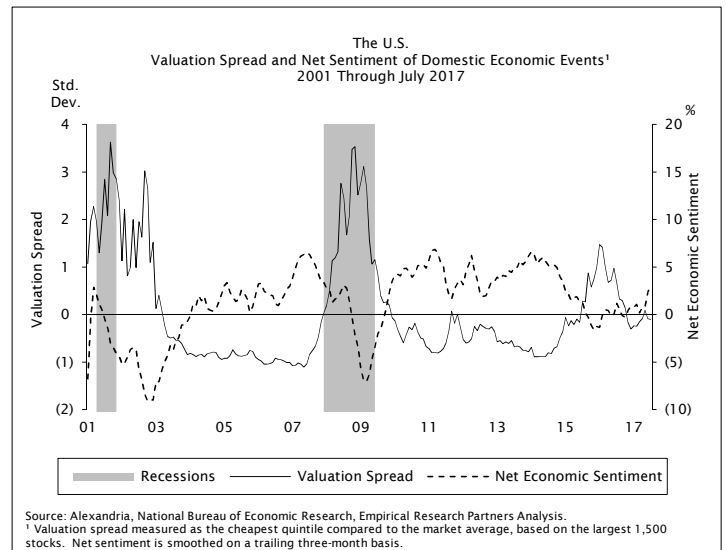 The U.S.
Valuation Spread and Net Sentiment of Domestic Economic Events¹
2001 Through July 2017
Std.
Dev.
%
4
3
2
1
0
(1)
(2)
Valuation Spread
20
15
10
5
0
(5)
(10)
Net Economic Sentiment
01 03 05 07 09 11 13 15 17
Recessions Valuation Spread Net Economic Sentiment
Source: Alexandria, National Bureau of Economic Research, Empirical Research Partners Analysis.
¹ Valuation spread measured as the cheapest quintile compared to the market average, based on the largest 1,500
stocks. Net sentiment is smoothed on a trailing three-month basis.